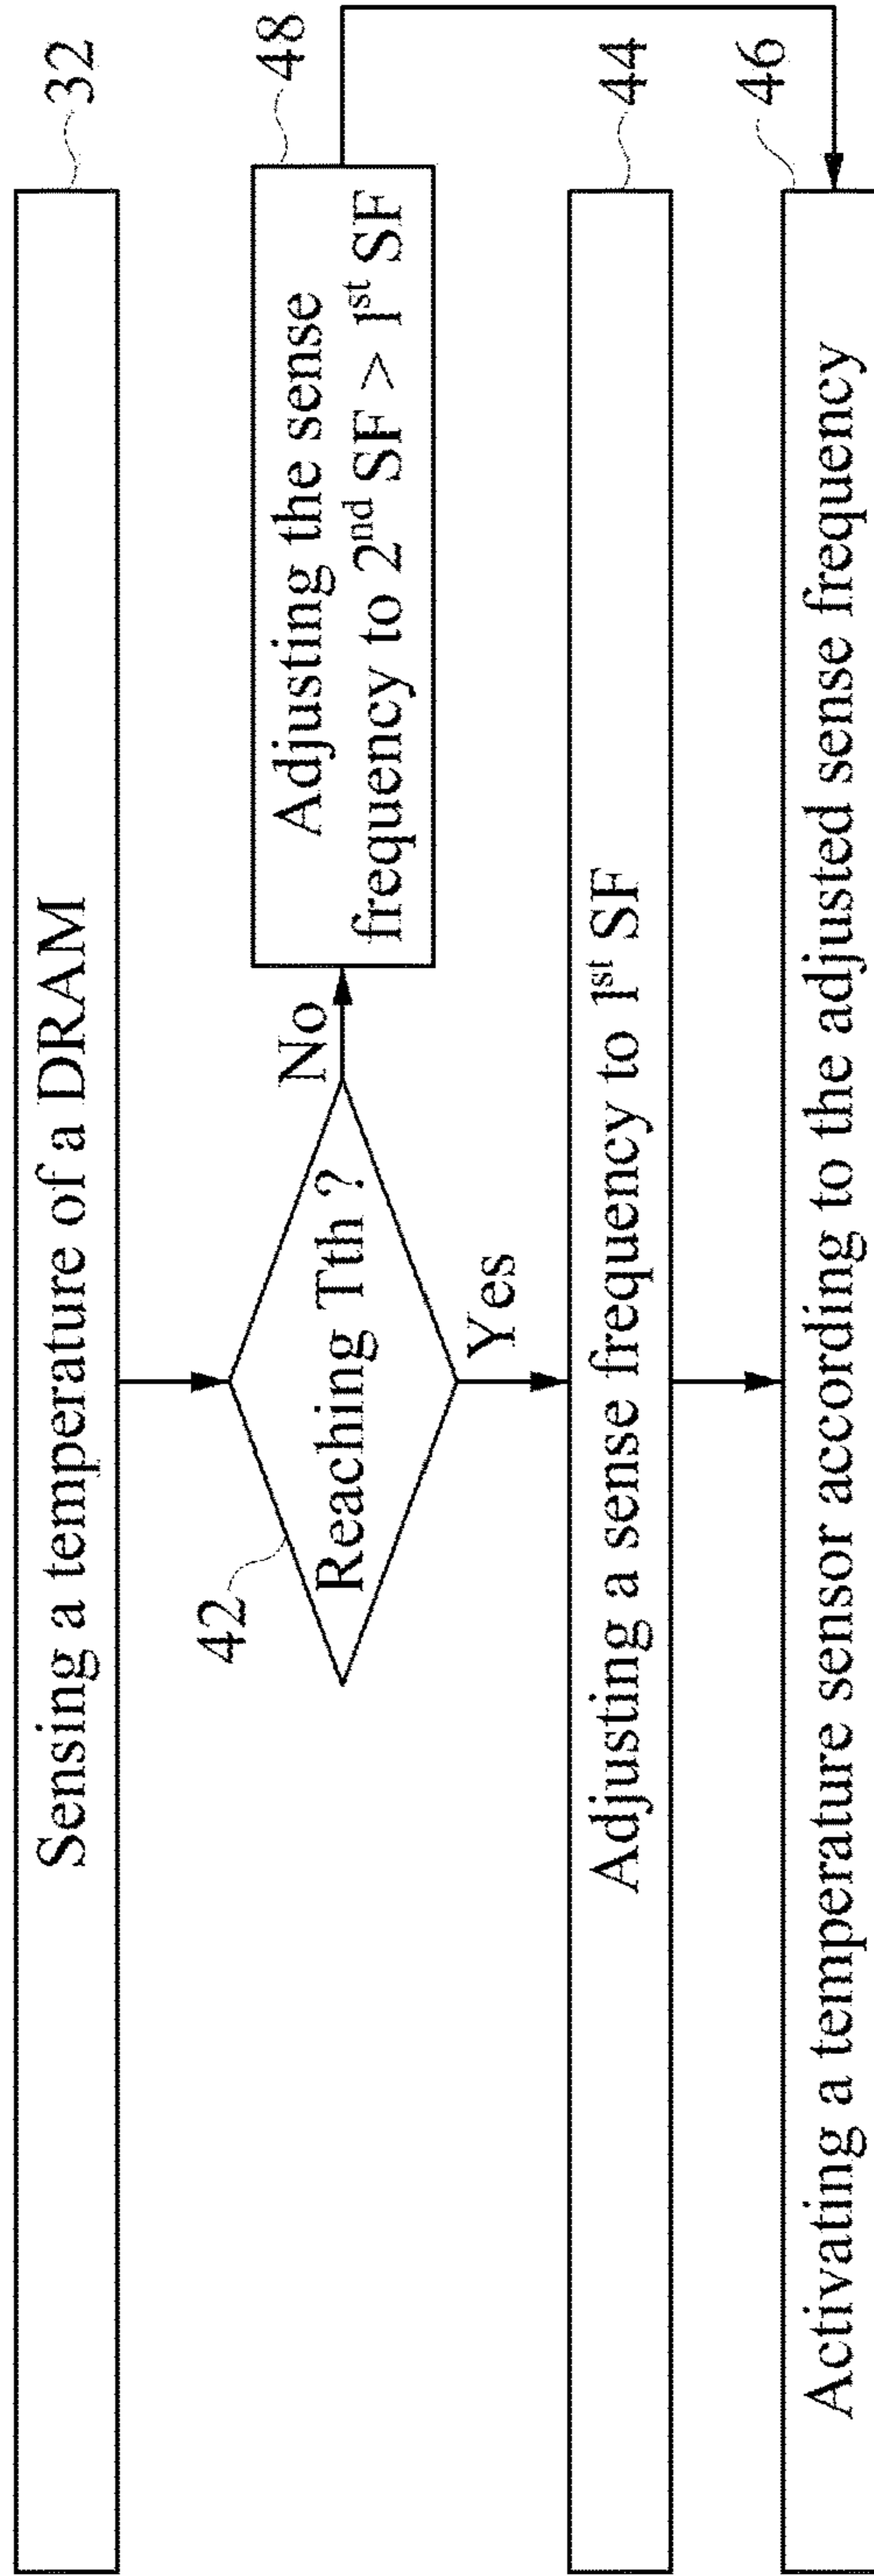 Sensing a temperature of a DRAM
32
42
Reaching Tth ?
No
Adjusting the sense
frequency to 2nd SF > 1st SF
48
Yes
Adjusting a sense frequency to 1st SF
44
Activating a temperature sensor according to the adjusted sense frequency
46